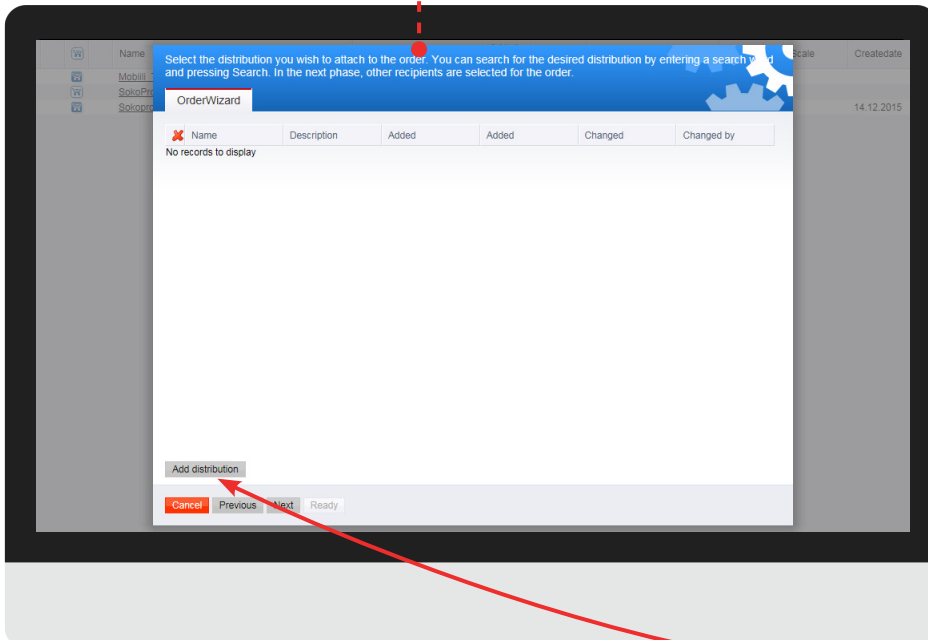 Name
Scale
Createdate
Mobiili
SokoPro
Sokopro
14.12.2015
Select the distribution you wish to attach to the order. You can search for the desired distribution by entering a search
and pressing Search. In the next phase, other recipients are selected for the order.
OrderWizard
Name Description Added Added Changed Changed by
No records to display
Add distribution
Cancel Previous Next Ready